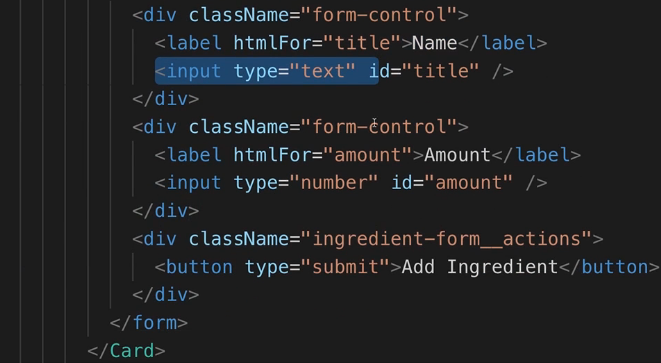 <div className="form-control">
<label htmlFor="title">Name</label>
<input type="text" id="title" />
</div>
<div className="form-control">
<label htmlFor="amount">Amount</label>
<input type="number" id="amount" />
</div>
<div className="ingredient-form__actions">
<button type="submit">Add Ingredient</button>
</div>
</form>
</Card>